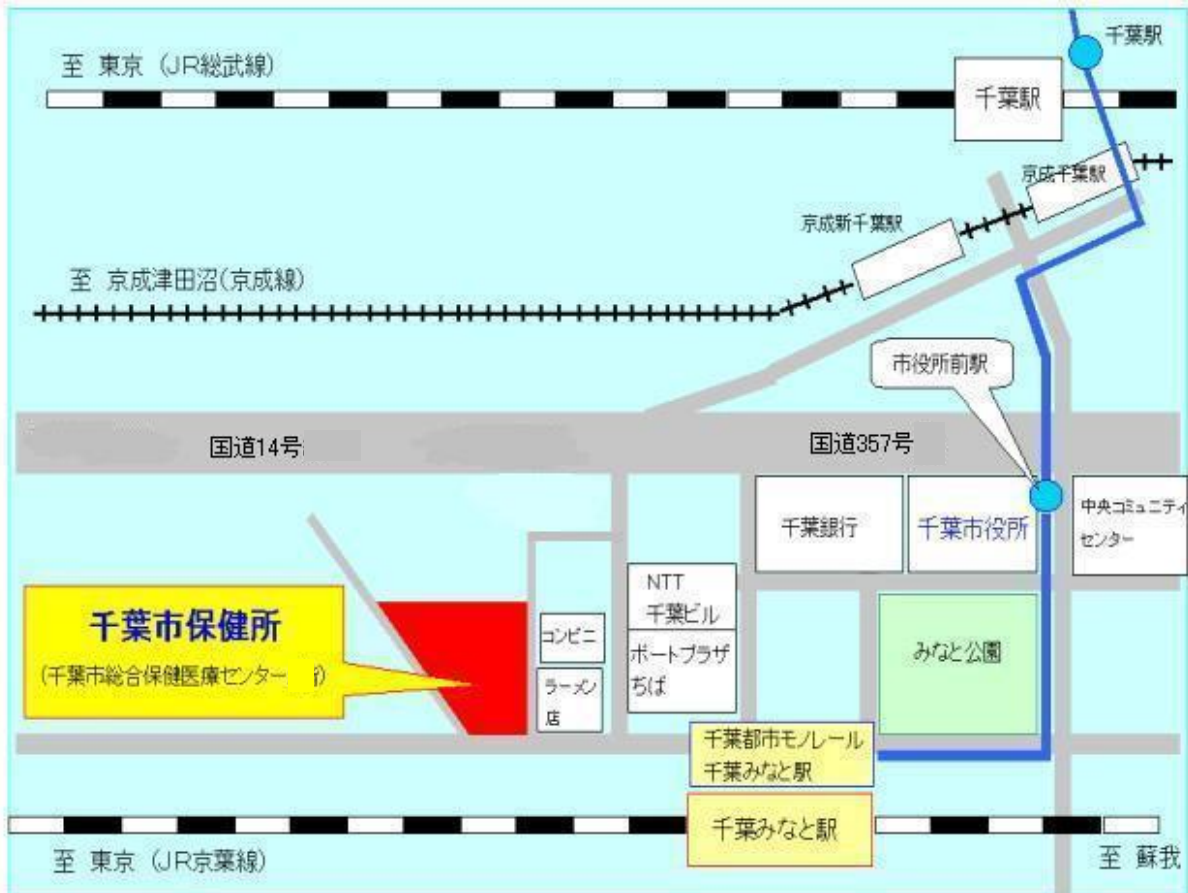 千葉駅
至 東京 (JR総武線)
千葉駅
京成千葉駅
京成新千葉駅
至 京成津田沼(京成線)
市役所前駅
国道14号
国道357号
千葉銀行
千葉市役所
中央コミュニティ
センター
NTT
千葉ビル
千葉市保健所
(千葉市総合保健医療センター
コンビニ
ポートプラザ
ちば
みなと公園
ラーメン
店
千葉都市モノレール
千葉みなと駅
千葉みなと駅
至 東京 (JR京葉線)
至 蘇我